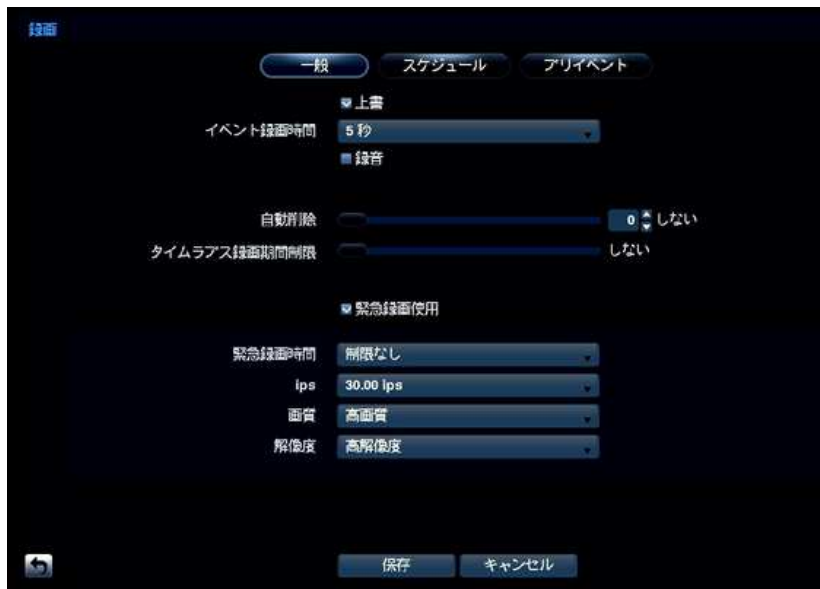 録画
一般 スケジュール プリイベント
上書
イベント録画時間 5 秒
録音
自動削除 0 しない
タイムラプス録画期間制限 しない
緊急録画使用
緊急録画時間 制限なし
ips 30.00 ips
画質 高画質
解像度 高解像度
保存 キャンセル